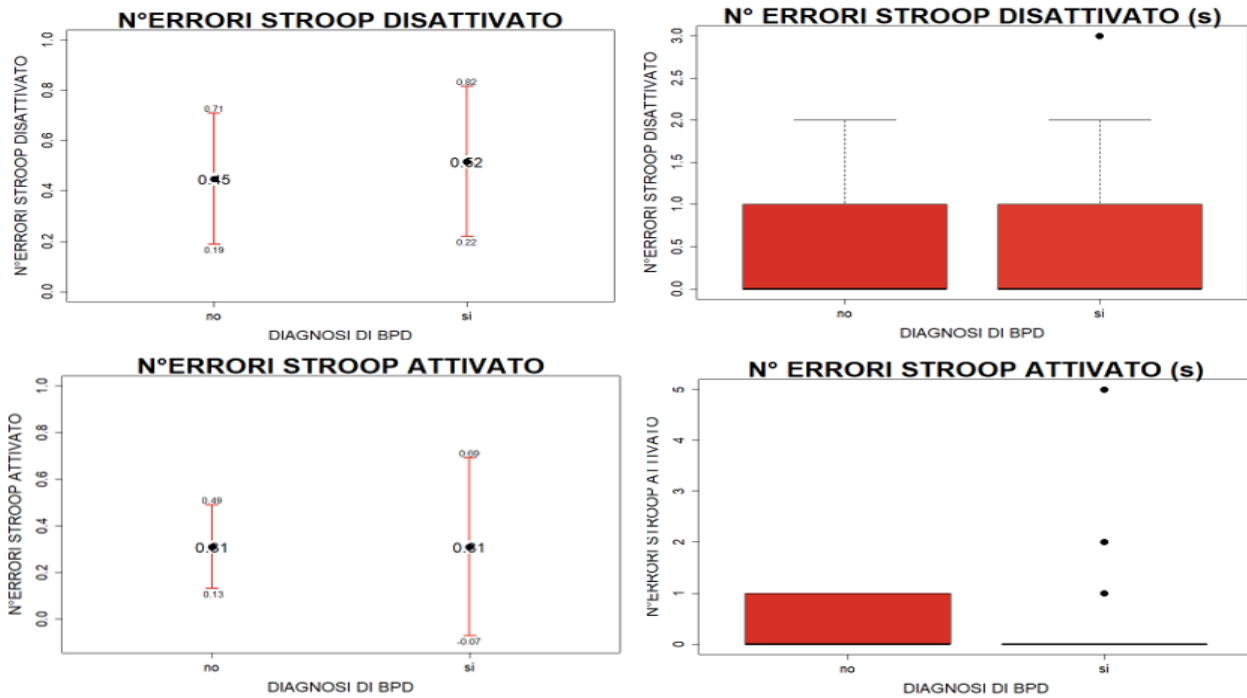 N°ERRORI STROOP DISATTIVATO
N°ERRORI STROOP DISATTIVATO
1.0
0.8
0.6
0.4
0.2
0.0
0.71
0.45
0.19
0.82
0.52
0.22
no
si
DIAGNOSI DI BPD
N° ERRORI STROOP DISATTIVATO (s)
N°ERRORI STROOP DISATTIVATO
3.0
2.5
2.0
1.5
1.0
0.5
0.0
no
si
DIAGNOSI DI BPD
N°ERRORI STROOP ATTIVATO
N°ERRORI STROOP ATTIVATO
1.0
0.8
0.6
0.4
0.2
0.0
0.49
0.31
0.13
0.69
0.31
-0.07
no
si
DIAGNOSI DI BPD
N° ERRORI STROOP ATTIVATO (s)
N°ERRORI STROOP ATTIVATO
5
4
3
2
1
0
no
si
DIAGNOSI DI BPD